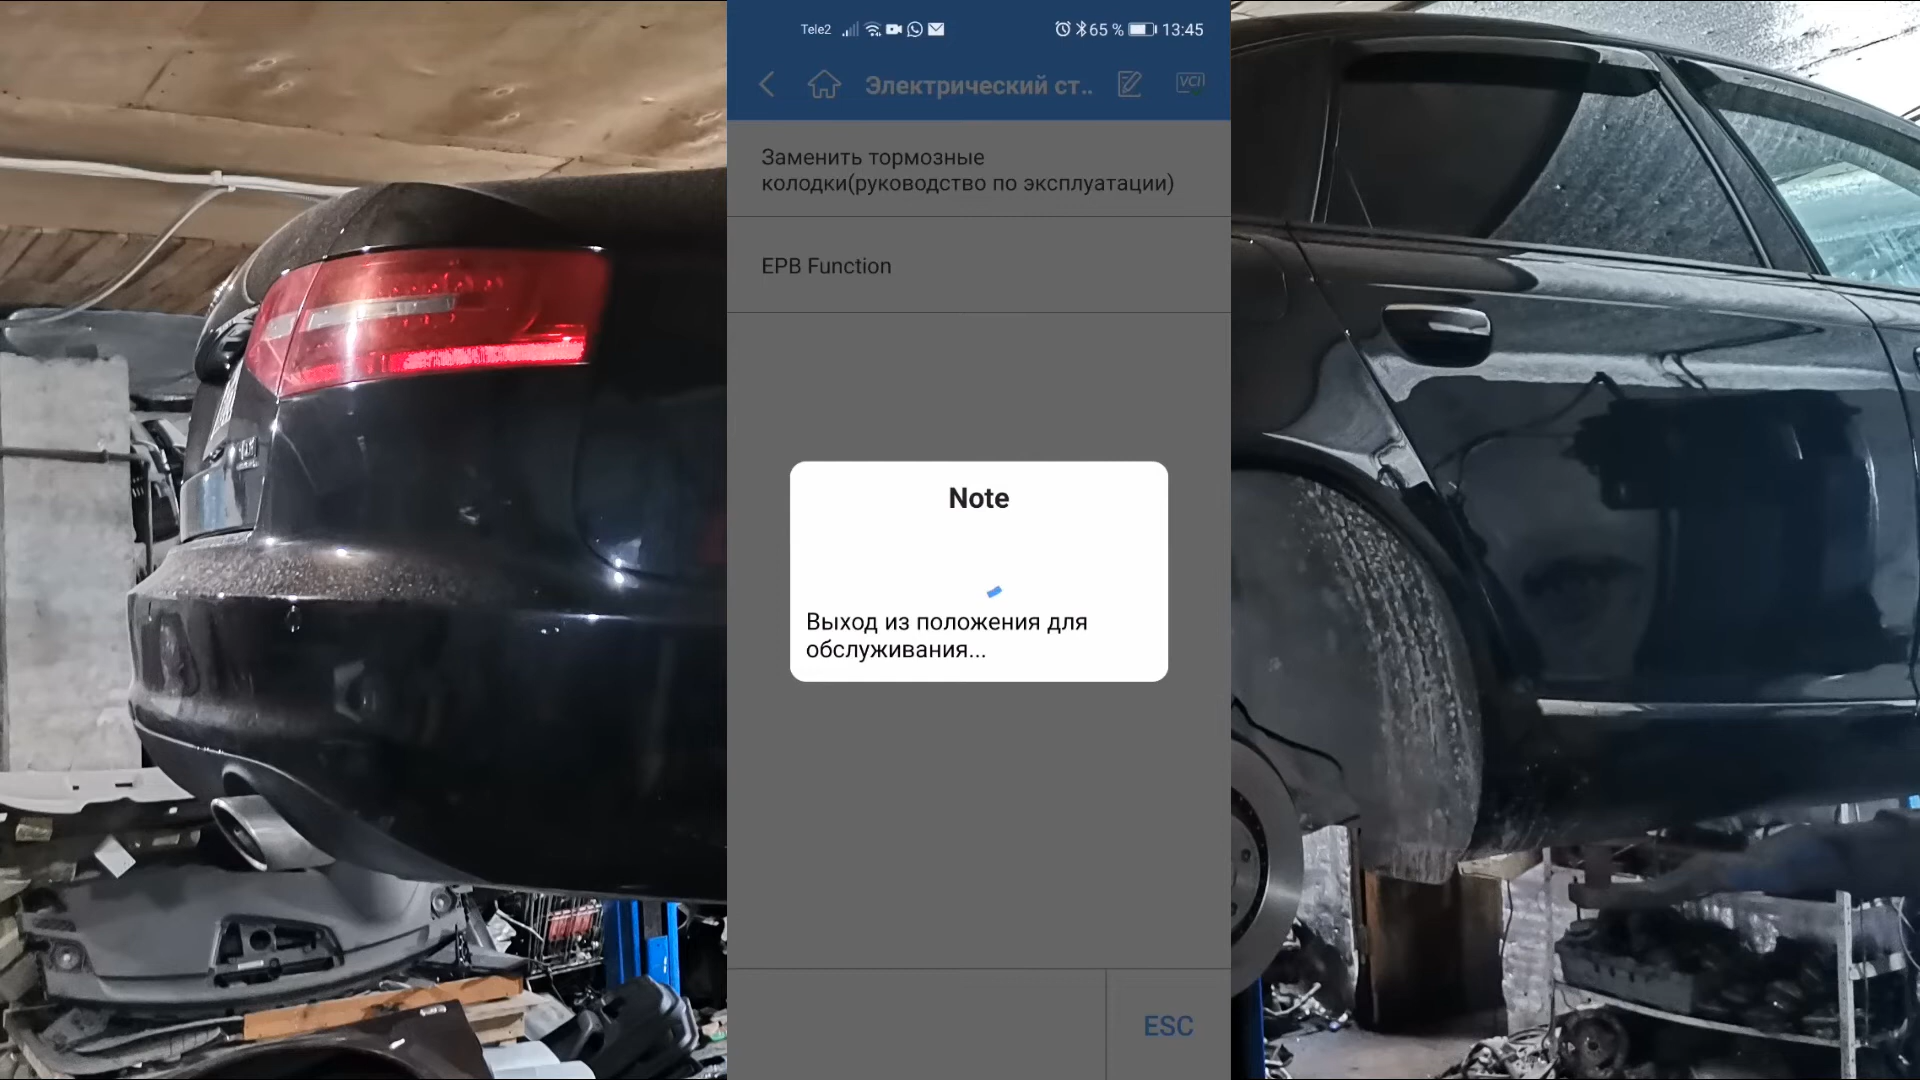 Tele2 65 % 13:45
Электрический ст..
VCI
Заменить тормозные
колодки(руководство по эксплуатации)
EPB Function
Note
Выход из положения для
обслуживания...
ESC